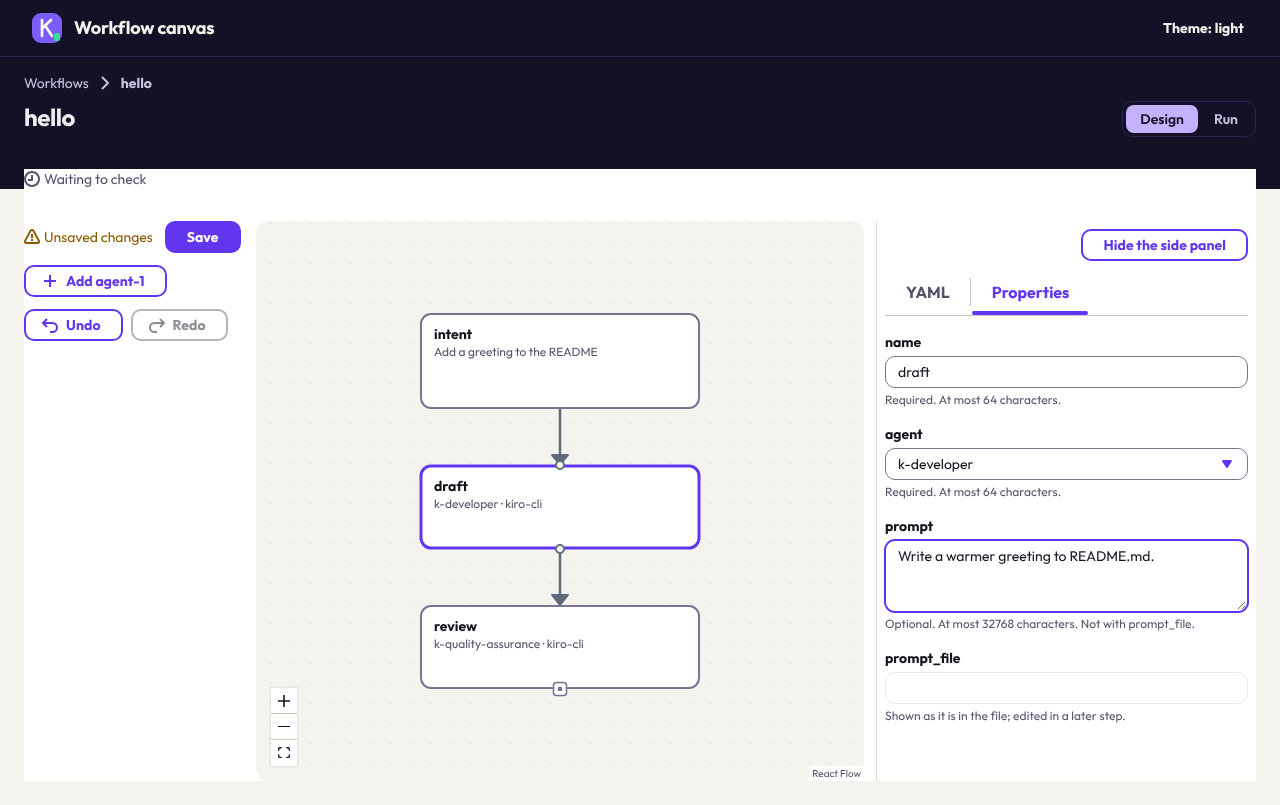 Workflow canvas
Theme: light
Workflows
hello
hello
Design
Run
Waiting to check
Unsaved changes
Save
Add agent-1
Undo
Redo
intent
Add a greeting to the README
draft
k-developer · kiro-cli
review
k-quality-assurance · kiro-cli
React Flow
Hide the side panel
YAML
Properties
name
draft
Required. At most 64 characters.
agent
k-developer
Required. At most 64 characters.
prompt
Write a warmer greeting to README.md.
Optional. At most 32768 characters. Not with prompt_file.
prompt_file
Shown as it is in the file; edited in a later step.